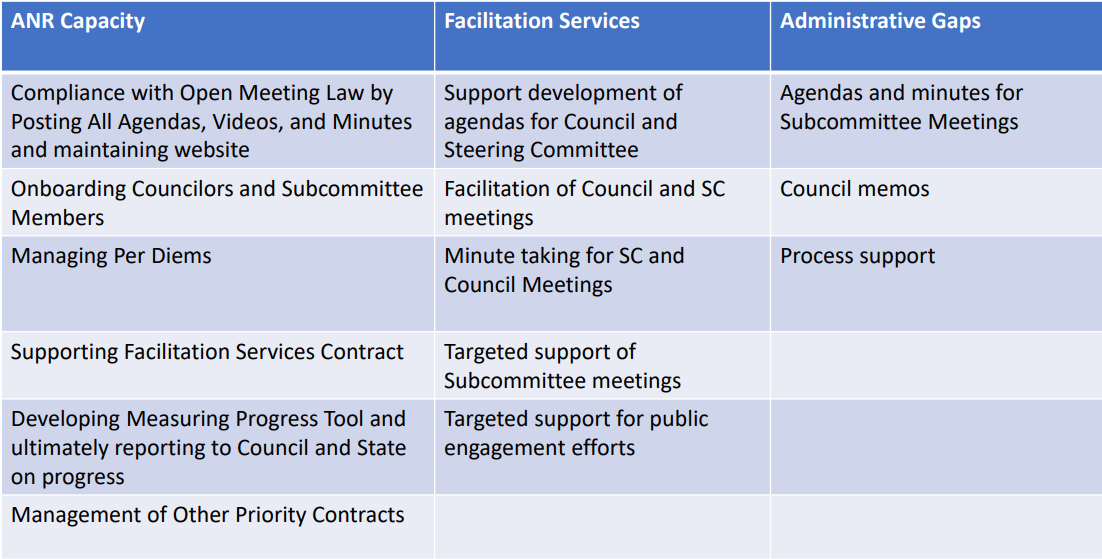 ANR Capacity
Facilitation Services
Administrative Gaps
Compliance with Open Meeting Law by
Posting All Agendas, Videos, and Minutes
and maintaining website
Support development of
agendas for Council and
Steering Committee
Agendas and minutes for
Subcommittee Meetings
Onboarding Councilors and Subcommittee
Members
Facilitation of Council and SC
meetings
Council memos
Managing Per Diems
Minute taking for SC and
Council Meetings
Process support
Supporting Facilitation Services Contract
Targeted support of
Subcommittee meetings
Developing Measuring Progress Tool and
ultimately reporting to Council and State
on progress
Targeted support for public
engagement efforts
Management of Other Priority Contracts